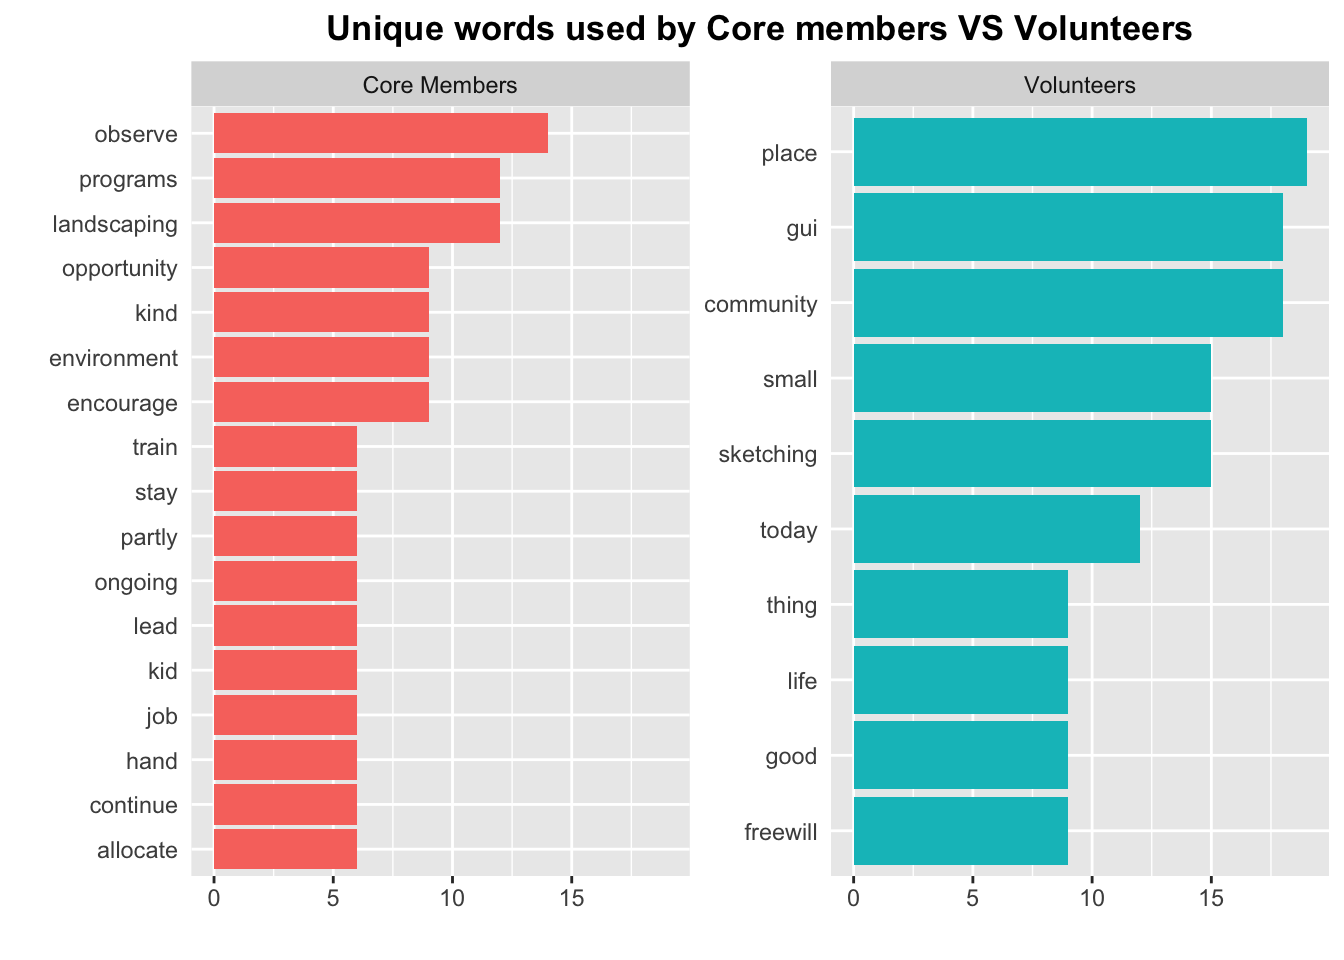 Unique words used by Core members VS Volunteers
Core Members
observe
programs
landscaping
opportunity
kind
environment
encourage
train
stay
partly
ongoing
lead
kid
job
hand
continue
allocate
0 5 10 15
Volunteers
place
gui
community
small
sketching
today
thing
life
good
freewill
0 5 10 15